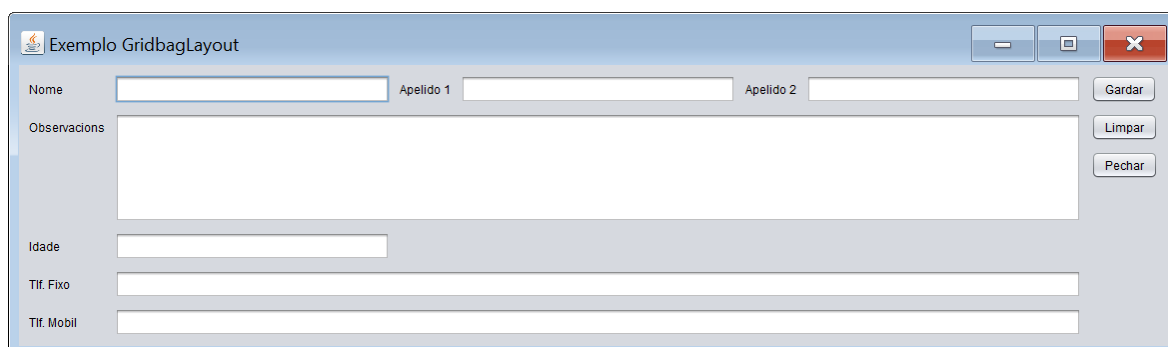 Exemplo GridbagLayout
Nome Apelido 1 Apelido 2 Gardar
Observacions Limpar
Pechar
Idade
Tlf. Fixo
Tlf. Mobil